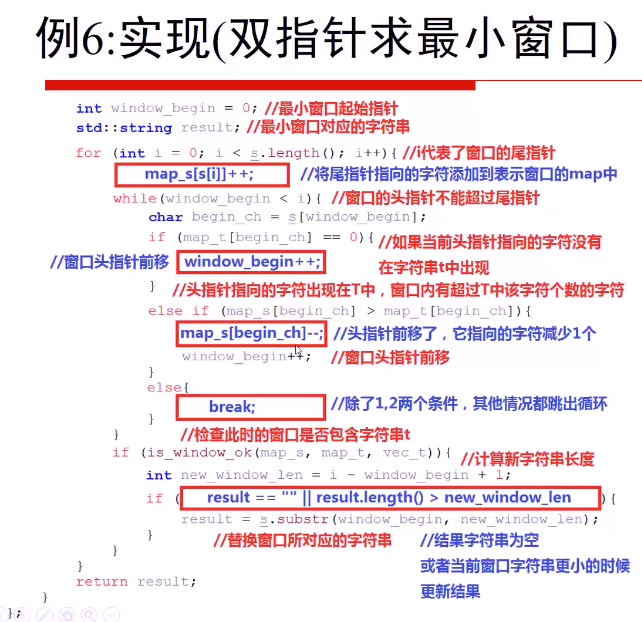 例6:实现(双指针求最小窗口)
int window_begin = 0; //最小窗口起始指针
std::string result; //最小窗口对应的字符串
for (int i = 0; i < s.length(); i++){ //i代表了窗口的尾指针
map_s[s[i]]++; //将尾指针指向的字符添加到表示窗口的map中
while(window_begin < i){ //窗口的头指针不能超过尾指针
char begin_ch = s[window_begin];
if (map_t[begin_ch] == 0){ //如果当前头指针指向的字符没有
//窗口头指针前移 window_begin++; 在字符串t中出现
} //头指针指向的字符出现在T中，窗口内有超过T中该字符个数的字符
else if (map_s[begin_ch] > map_t[begin_ch]){
map_s[begin_ch]--; //头指针前移了，它指向的字符减少1个
window_begin++; //窗口头指针前移
}
else{
break; //除了1,2两个条件，其他情况都跳出循环
}
} //检查此时的窗口是否包含字符串t
if (is_window_ok(map_s, map_t, vec_t)){ //计算新字符串长度
int new_window_len = i - window_begin + 1;
if ( result == "" || result.length() > new_window_len ){
result = s.substr(window_begin, new_window_len);
} //替换窗口所对应的字符串 //结果字符串为空
} 或者当前窗口字符串更小的时候
} 更新结果
return result;
}
};